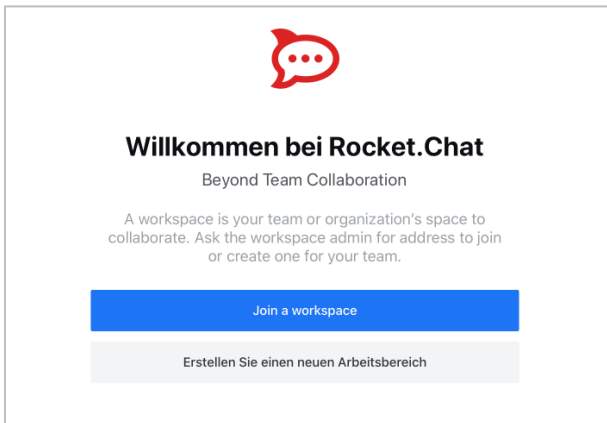 Willkommen bei Rocket.Chat
Beyond Team Collaboration
A workspace is your team or organization's space to
collaborate. Ask the workspace admin for address to join
or create one for your team.
Join a workspace
Erstellen Sie einen neuen Arbeitsbereich